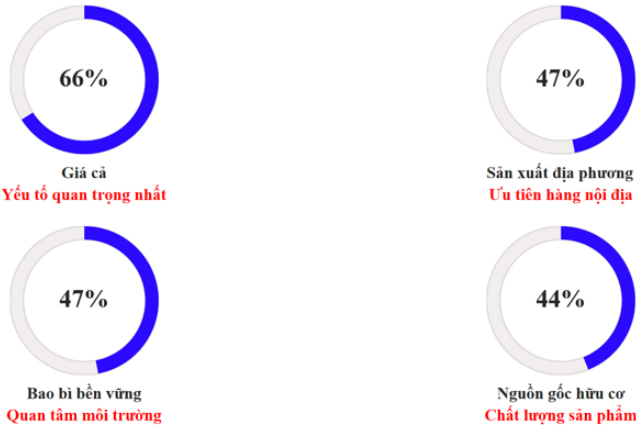 66%
Giá cả
Yếu tố quan trọng nhất
47%
Sản xuất địa phương
Ưu tiên hàng nội địa
47%
Bao bì bền vững
Quan tâm môi trường
44%
Nguồn gốc hữu cơ
Chất lượng sản phẩm